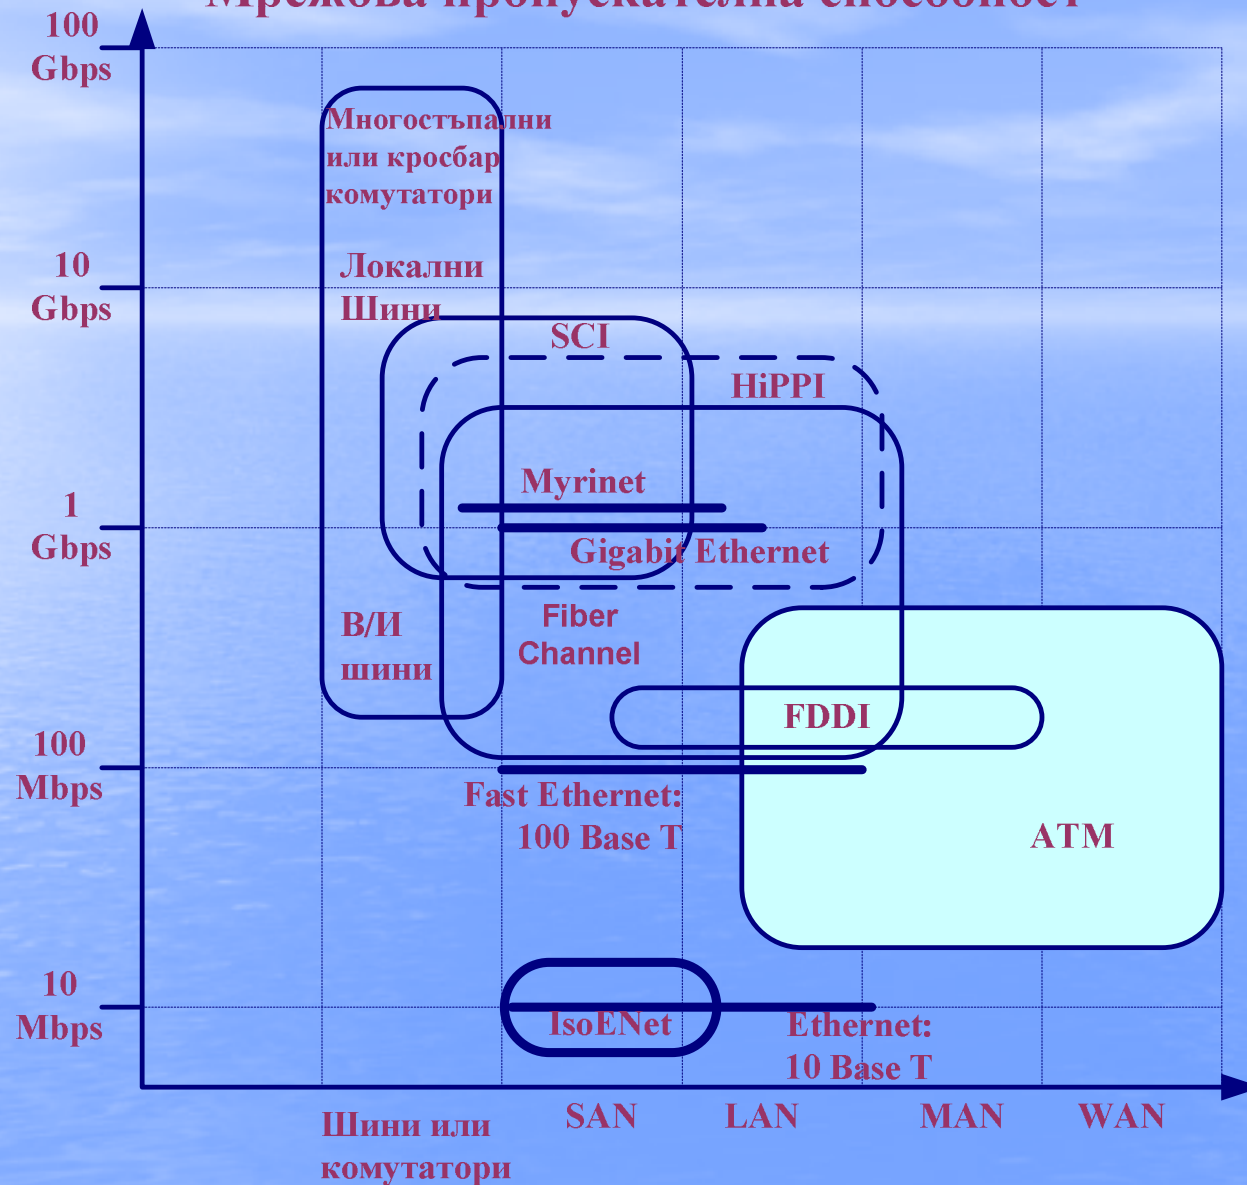 Мрежова пропускателна способност
100
Gbps
Многостъпални
или кросбар
комутатори
Локални
Шини
10
Gbps
SCI
HiPPI
Myrinet
1
Gbps
Gigabit Ethernet
Fiber
Channel
В/И
шини
FDDI
100
Mbps
Fast Ethernet:
100 Base T
ATM
10
Mbps
IsoENet
Ethernet:
10 Base T
Шини или
комутатори
SAN
LAN
MAN
WAN